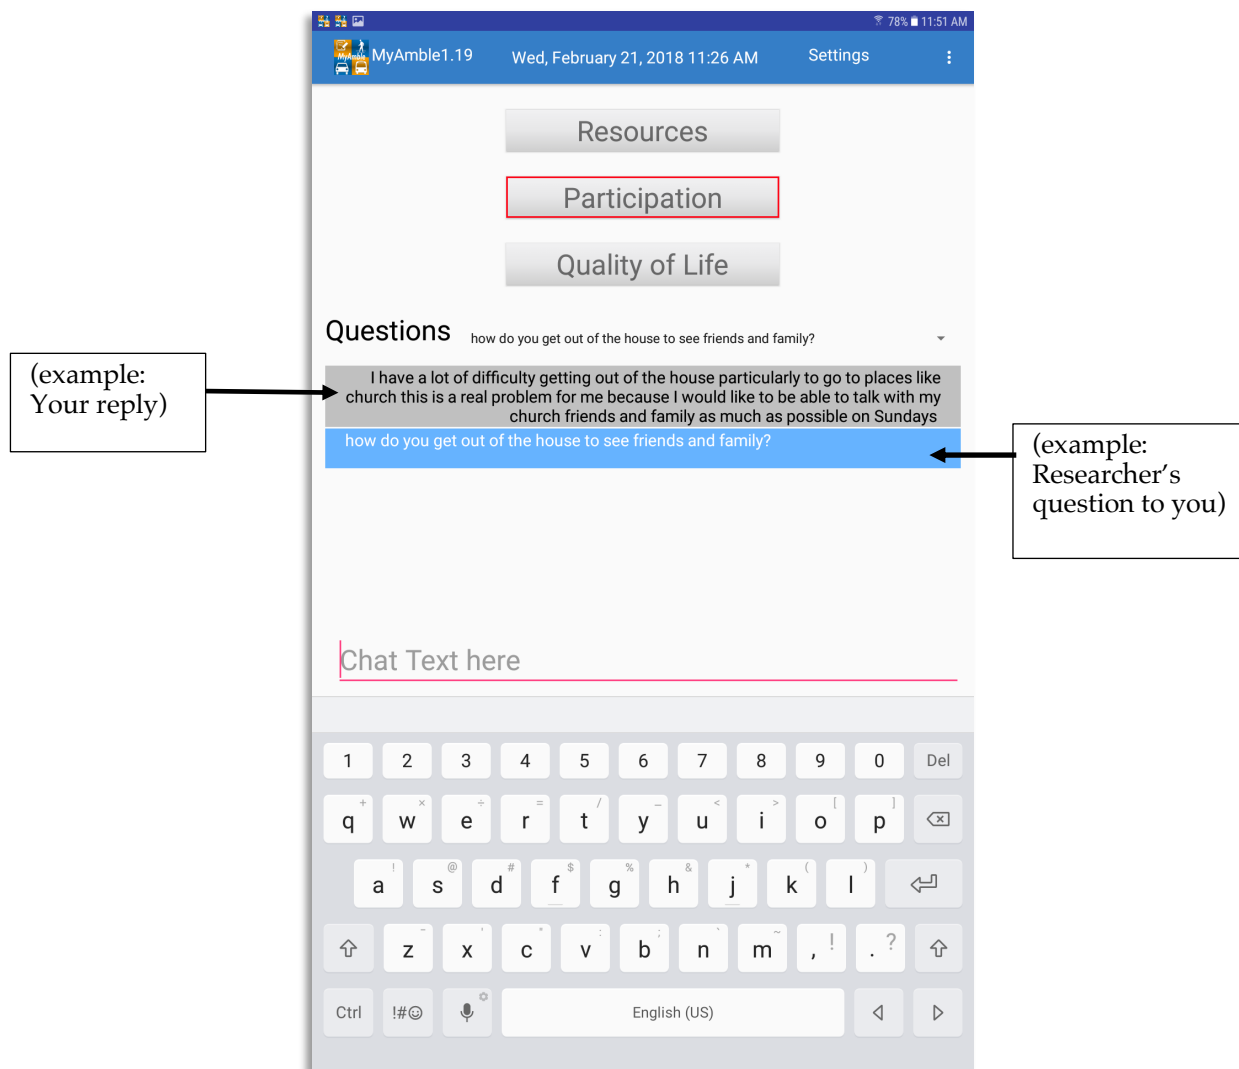 78% 11:51 AM
MyAmble
MyAmble1.19 Wed, February 21, 2018 11:26 AM Settings
Resources
Participation
Quality of Life
Questions how do you get out of the house to see friends and family?
(example:
Your reply)
I have a lot of difficulty getting out of the house particularly to go to places like
church this is a real problem for me because I would like to be able to talk with my
church friends and family as much as possible on Sundays
how do you get out of the house to see friends and family?
(example:
Researcher’s
question to you)
Chat Text here
1 2 3 4 5 6 7 8 9 0 Del
+ × ÷ = / _ < > [ ]
q w e r t y u i o p
! @ # $ % & * ( )
a s d f g h j k l
z x c v b n m , ! . ?
Ctrl !#☺ English (US)